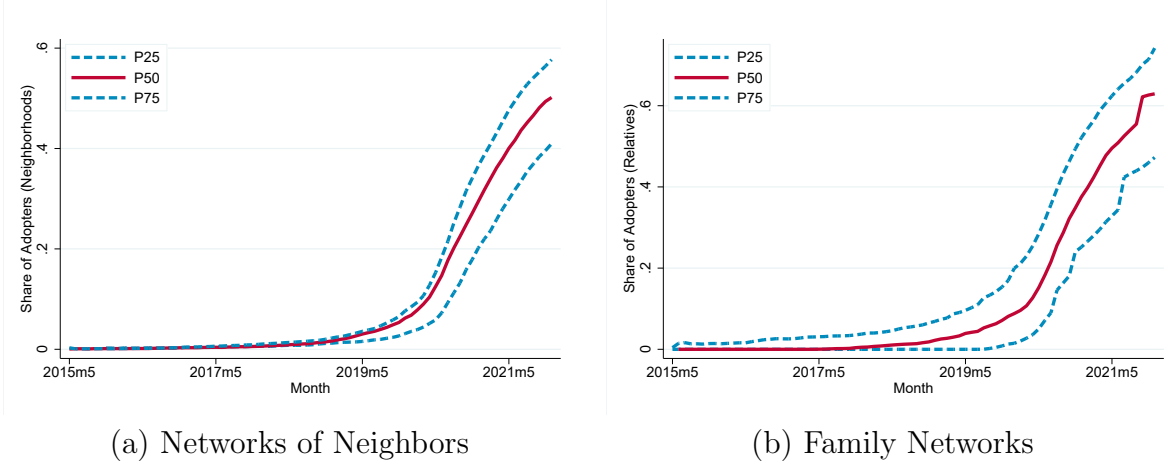 P25
P50
P75
Share of Adopters (Neighborhoods)
0
.2
.4
.6
2015m5
2017m5
2019m5
2021m5
Month
(a) Networks of Neighbors
P25
P50
P75
Share of Adopters (Relatives)
0
.2
.4
.6
2015m5
2017m5
2019m5
2021m5
Month
(b) Family Networks